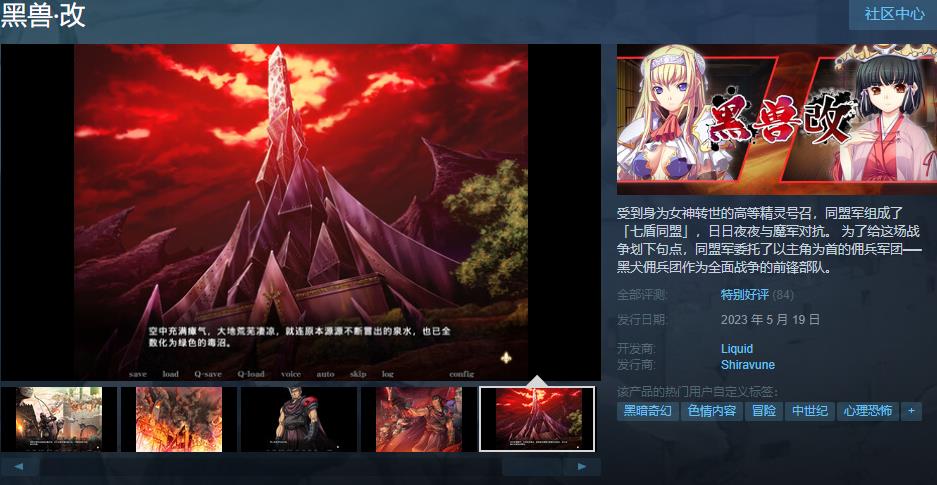 黑兽·改
社区中心
黑兽改
受到身为女神转世的高等精灵号召，同盟军组成了
「七盾同盟」，日日夜夜与魔军对抗。 为了给这场战
争划下句点，同盟军委托了以主角为首的佣兵军团──
黑犬佣兵团作为全面战争的前锋部队。
空中充满瘴气，大地荒芜凄凉，就连原本源源不断冒出的泉水，也已全
数化为绿色的毒沼。
save load Q-save Q-load voice auto skip log config
全部评测: 特别好评 (84)
发行日期: 2023 年 5 月 19 日
开发商: Liquid
发行商: Shiravune
该产品的热门用户自定义标签：
黑暗奇幻 色情内容 冒险 中世纪 心理恐怖 +